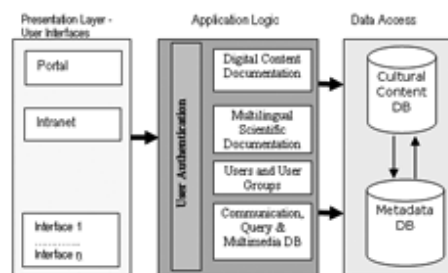 Presentation Layer -
User Interfaces
Portal
Intranet
Interface 1
............
Interface n
Application Logic
User Authentication
Digital Content
Documentation
Multilingual
Scientific
Documentation
Users and User
Groups
Communication,
Query &
Multimedia DB
Data Access
Cultural
Content
DB
Metadata
DB